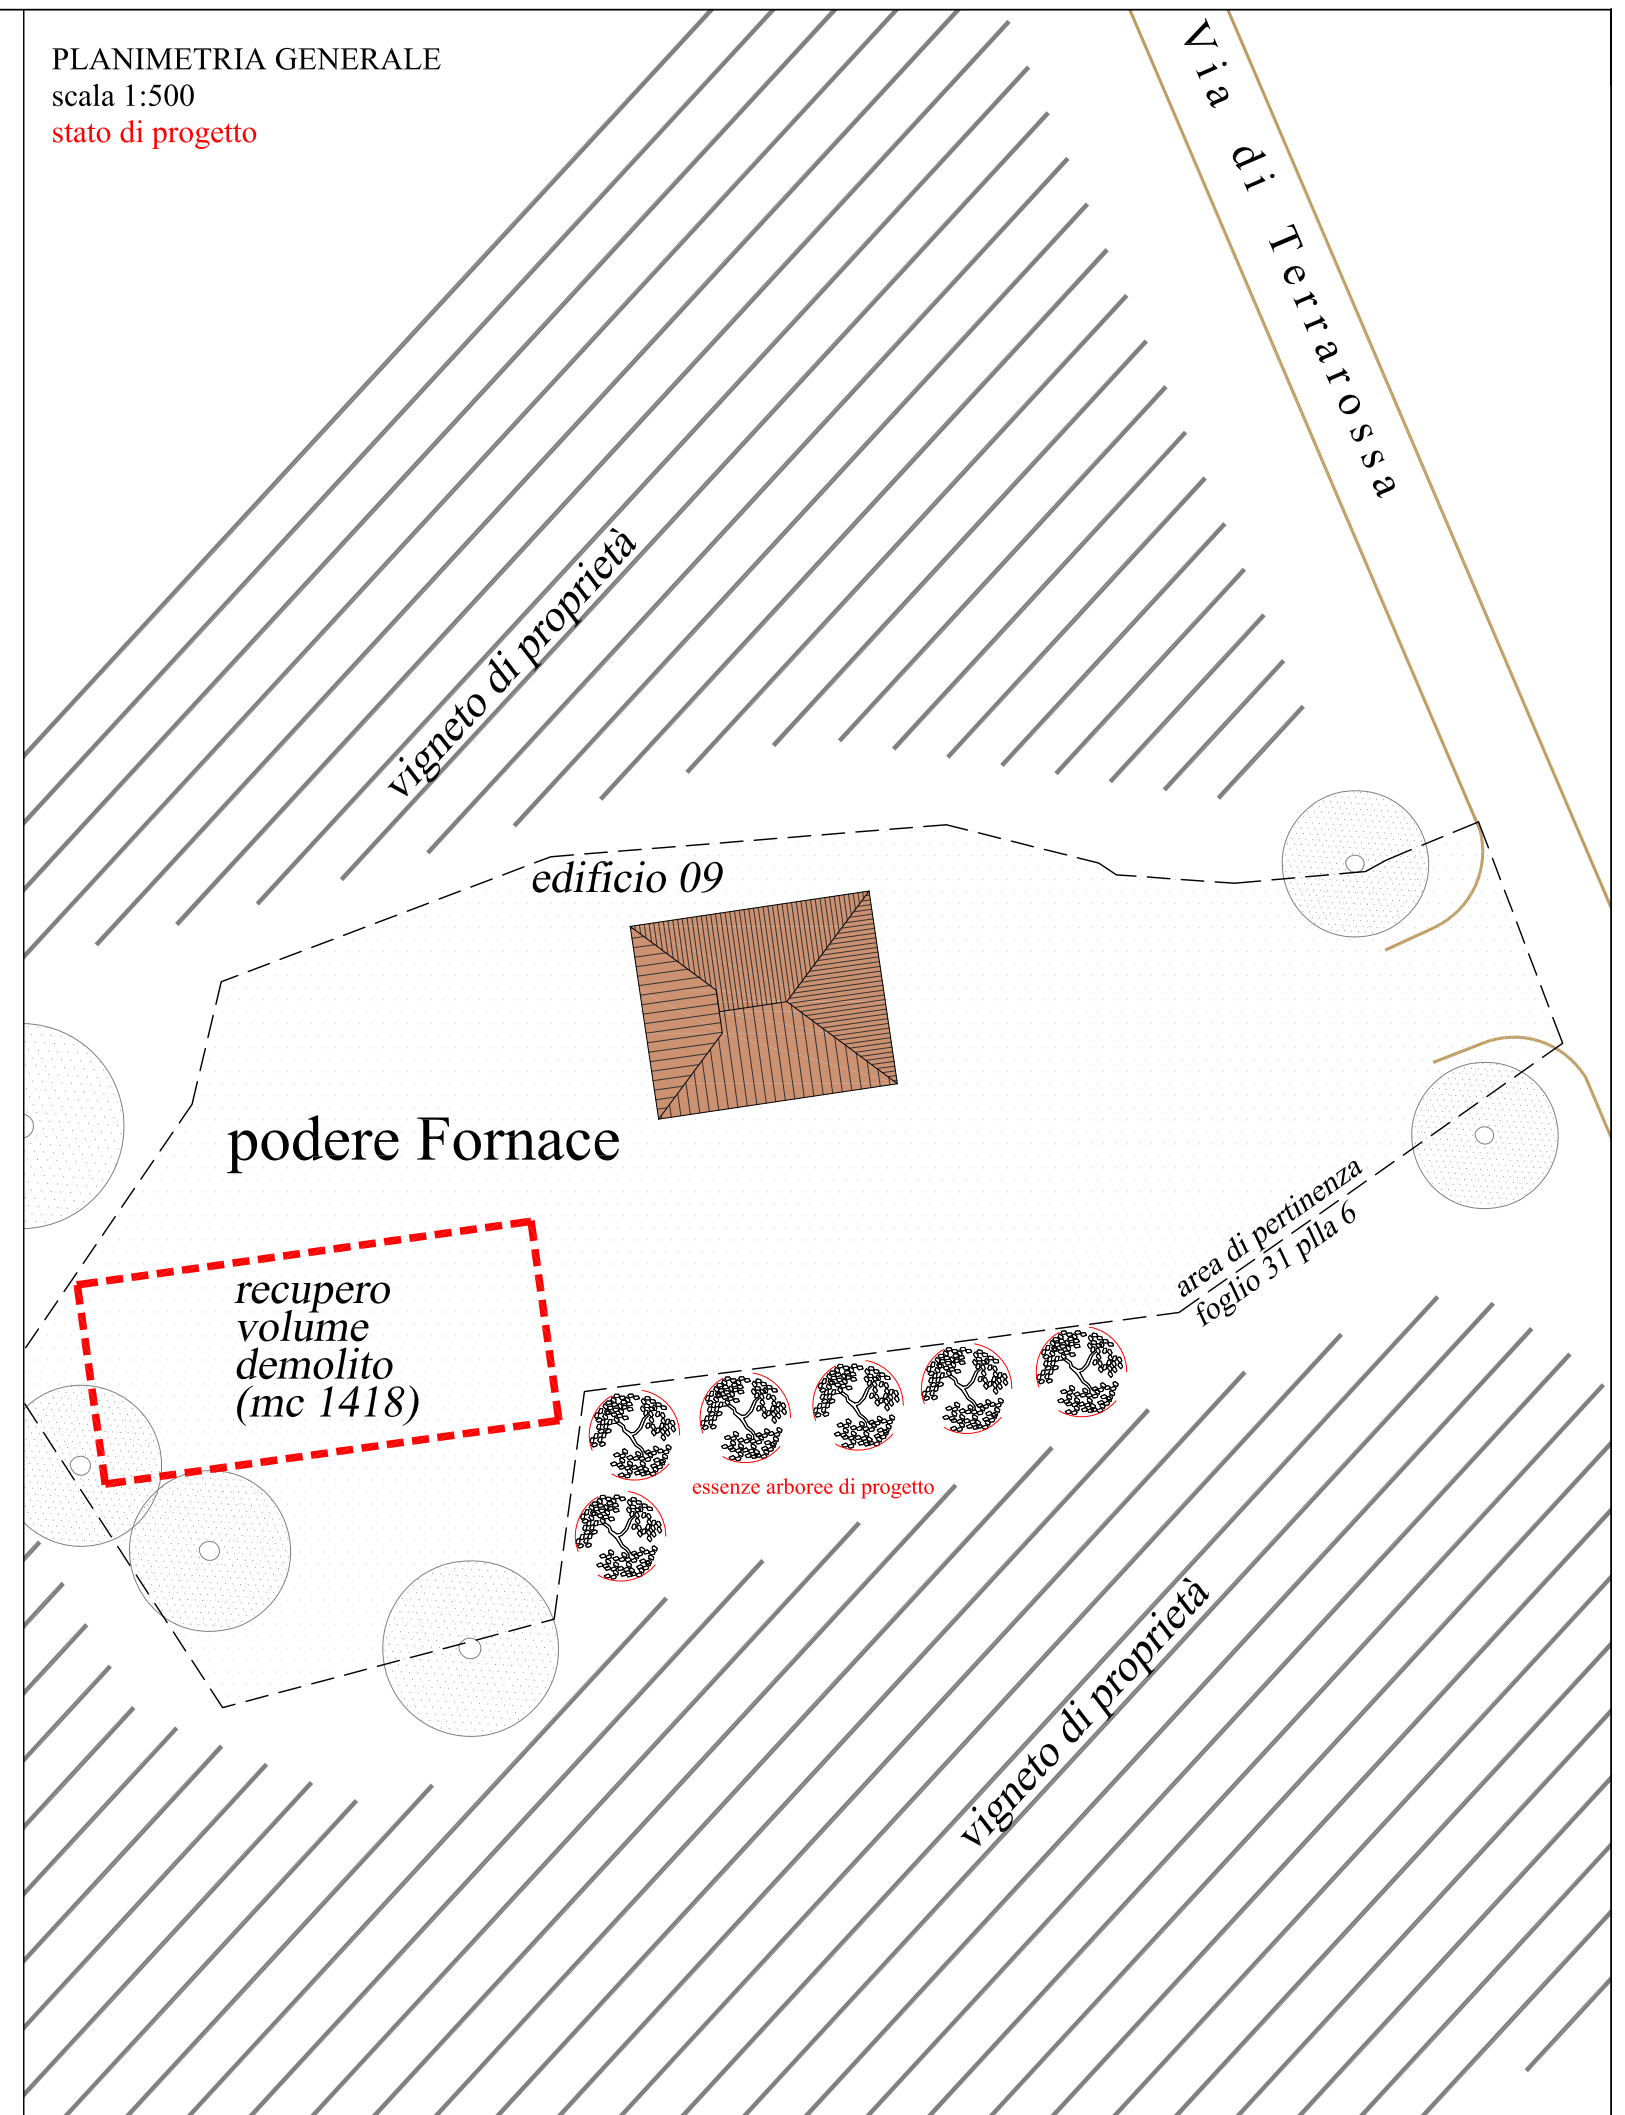 PLANIMETRIA GENERALE
scala 1:500
stato di progetto
Via di Terrarossa
vigneto di proprietà
edificio 09
podere Fornace
area di pertinenza
foglio 31 plla 6
recupero
volume
demolito
(mc 1418)
essenze arboree di progetto
vigneto di proprietà